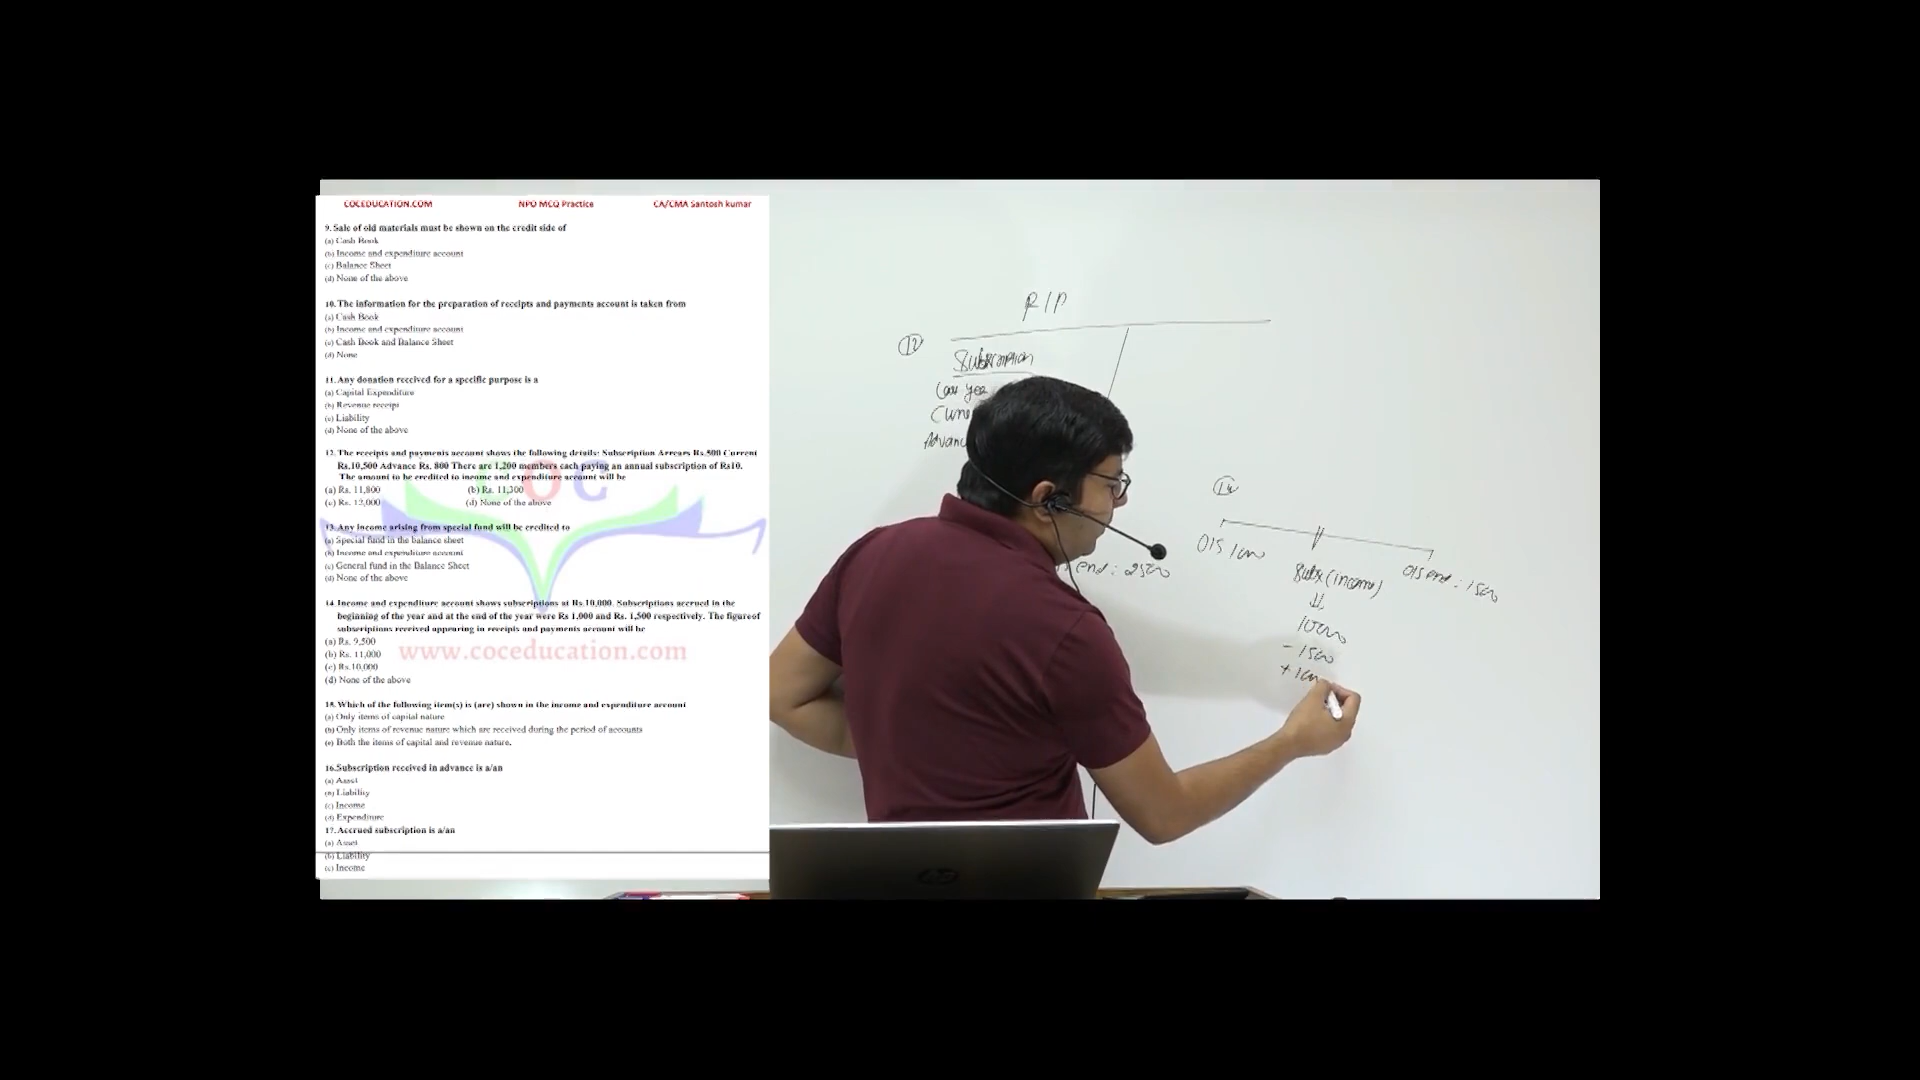 COCEDUCATION.COM NPO MCQ Practice CA/CMA Santosh kumar
9. Sale of old materials must be shown on the credit side of
(a) Cash Book
(b) Income and expenditure account
(c) Balance Sheet
(d) None of the above
10. The information for the preparation of receipts and payments account is taken from
(a) Cash Book
(b) Income and expenditure account
(c) Cash Book and Balance Sheet
(d) None
11. Any donation received for a specific purpose is a
(a) Capital Expenditure
(b) Revenue receipt
(c) Liability
(d) None of the above
12. The receipts and payments account shows the following details: Subscription Arrears Rs.500 Current
Rs.10,500 Advance Rs. 800 There are 1,200 members each paying an annual subscription of Rs10.
The amount to be credited to income and expenditure account will be
(a) Rs. 11,800 (b) Rs. 11,300
(c) Rs. 12,000 (d) None of the above
COC
13. Any income arising from special fund will be credited to
(a) Special fund in the balance sheet
(b) Income and expenditure account
(c) General fund in the Balance Sheet
(d) None of the above
14. Income and expenditure account shows subscriptions at Rs.10,000. Subscriptions accrued in the
beginning of the year and at the end of the year were Rs 1,000 and Rs. 1,500 respectively. The figureof
subscriptions received appearing in receipts and payments account will be
(a) Rs. 9,500
(b) Rs. 11,000
(c) Rs.10,000
(d) None of the above
www.coceducation.com
15. Which of the following item(s) is (are) shown in the income and expenditure account
(a) Only items of capital nature
(b) Only items of revenue nature which are received during the period of accounts
(c) Both the items of capital and revenue nature.
16.Subscription received in advance is a/an
(a) Asset
(b) Liability
(c) Income
(d) Expenditure
17. Accrued subscription is a/an
(a) Asset
(b) Liability
(c) Income
R/P
12
Subscription
Advanc
end : 2500
14
O/S 1000
Subs (income)
O/S end : 1500
10000
- 1500
+ 1000
hp